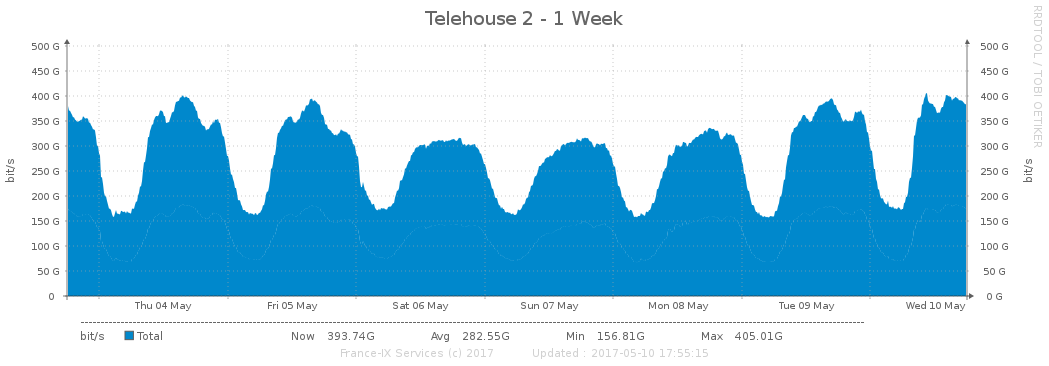 Telehouse 2 - 1 Week
RRDTOOL / TOBI OETIKER
500 G 500 G
450 G 450 G
400 G 400 G
350 G 350 G
300 G 300 G
250 G 250 G
200 G 200 G
150 G 150 G
100 G 100 G
50 G 50 G
0 0 G
bit/s bit/s
Thu 04 May Fri 05 May Sat 06 May Sun 07 May Mon 08 May Tue 09 May Wed 10 May
bit/s Total Now 393.74G Avg 282.55G Min 156.81G Max 405.01G
France-IX Services (c) 2017 Updated : 2017-05-10 17:55:15